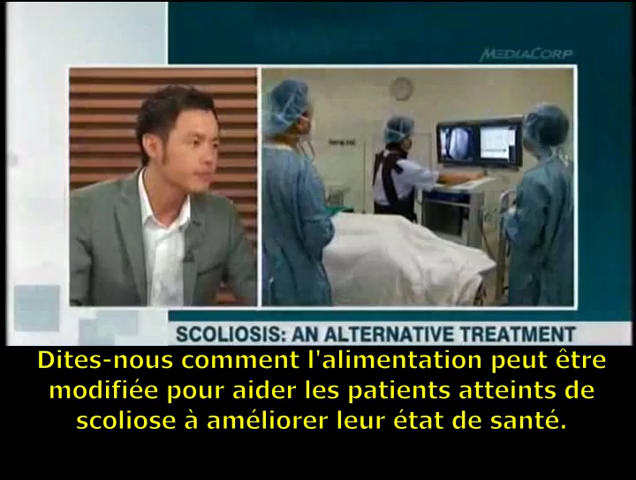 MEDIACORP
SCOLIOSIS: AN ALTERNATIVE TREATMENT
Dites-nous comment l'alimentation peut être
modifiée pour aider les patients atteints de
scoliose à améliorer leur état de santé.